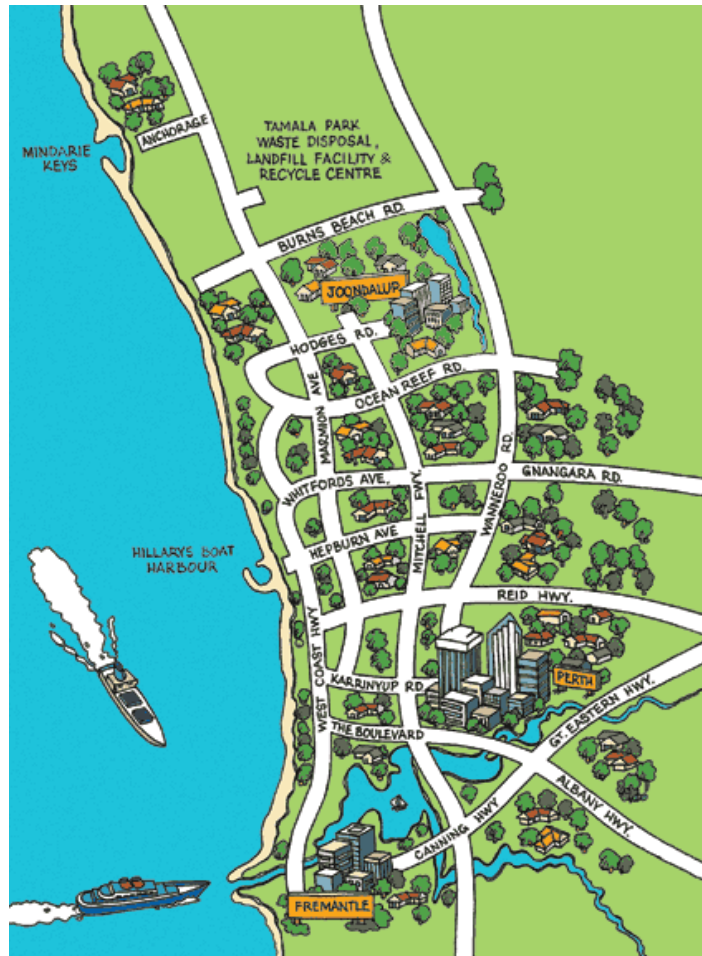 ANCHORAGE
TAMALA PARK
WASTE DISPOSAL,
LANDFILL FACILITY &
RECYCLE CENTRE
MINDARIE
KEYS
BURNS BEACH RD.
JOONDALUP
HODGES RD.
OCEAN REEF RD.
MARMION AVE
WHITFORDS AVE.
MITCHELL FWY.
WANNEROO RD.
GNANGARA RD.
HEPBURN AVE
HILLARYS BOAT
HARBOUR
REID HWY.
WEST COAST HWY
KARRINYUP RD.
PERTH
THE BOULEVARD
GT. EASTERN HWY.
ALBANY HWY.
CANNING HWY
FREMANTLE